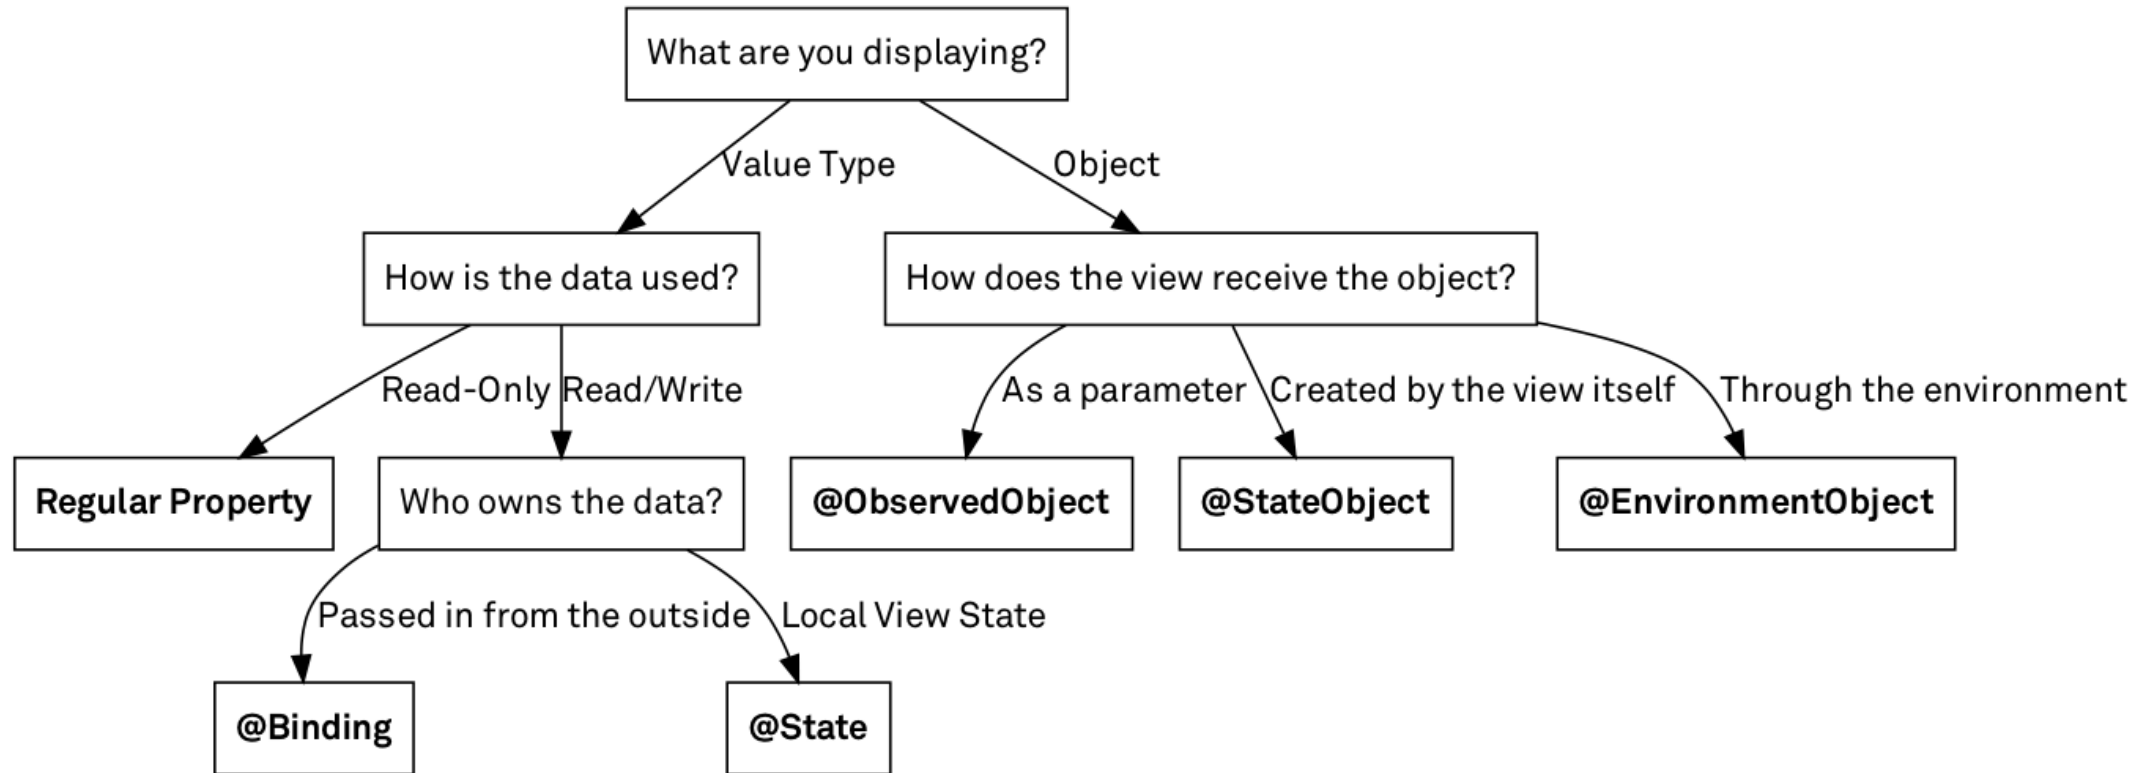 What are you displaying?
Value Type
Object
How is the data used?
How does the view receive the object?
Read-Only
Read/Write
As a parameter
Created by the view itself
Through the environment
Regular Property
Who owns the data?
@ObservedObject
@StateObject
@EnvironmentObject
Passed in from the outside
Local View State
@Binding
@State